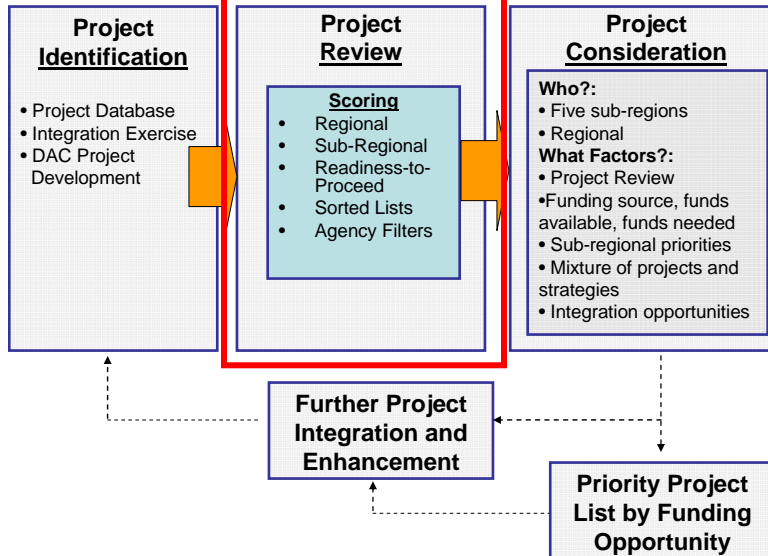 Project
Identification
• Project Database
• Integration Exercise
• DAC Project
Development
Project
Review
Scoring
• Regional
• Sub-Regional
• Readiness-to-
Proceed
• Sorted Lists
• Agency Filters
Project
Consideration
Who?:
• Five sub-regions
• Regional
What Factors?:
• Project Review
•Funding source, funds
available, funds needed
• Sub-regional priorities
• Mixture of projects and
strategies
• Integration opportunities
Further Project
Integration and
Enhancement
Priority Project
List by Funding
Opportunity